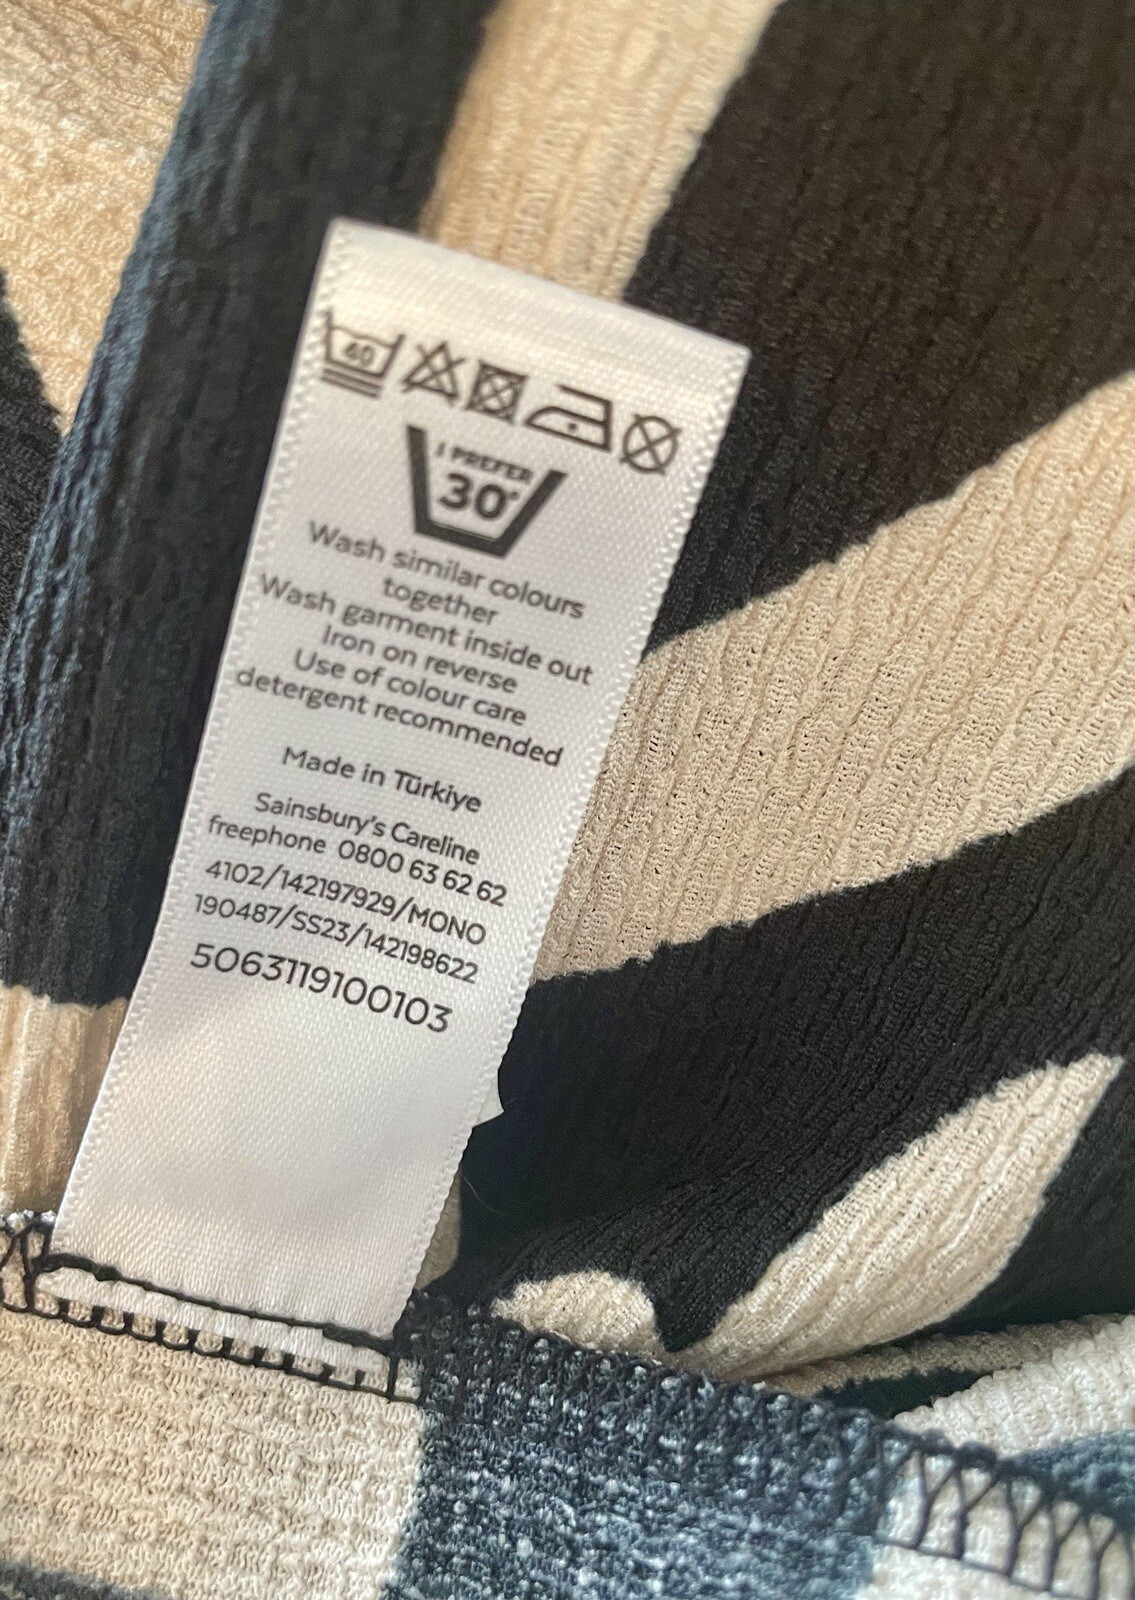 40
I PREFER
30°
Wash similar colours
together
Wash garment inside out
Iron on reverse
Use of colour care
detergent recommended
Made in Türkiye
Sainsbury's Careline
freephone 0800 63 62 62
4102/142197929/MONO
190487/SS23/142198622
5063119100103